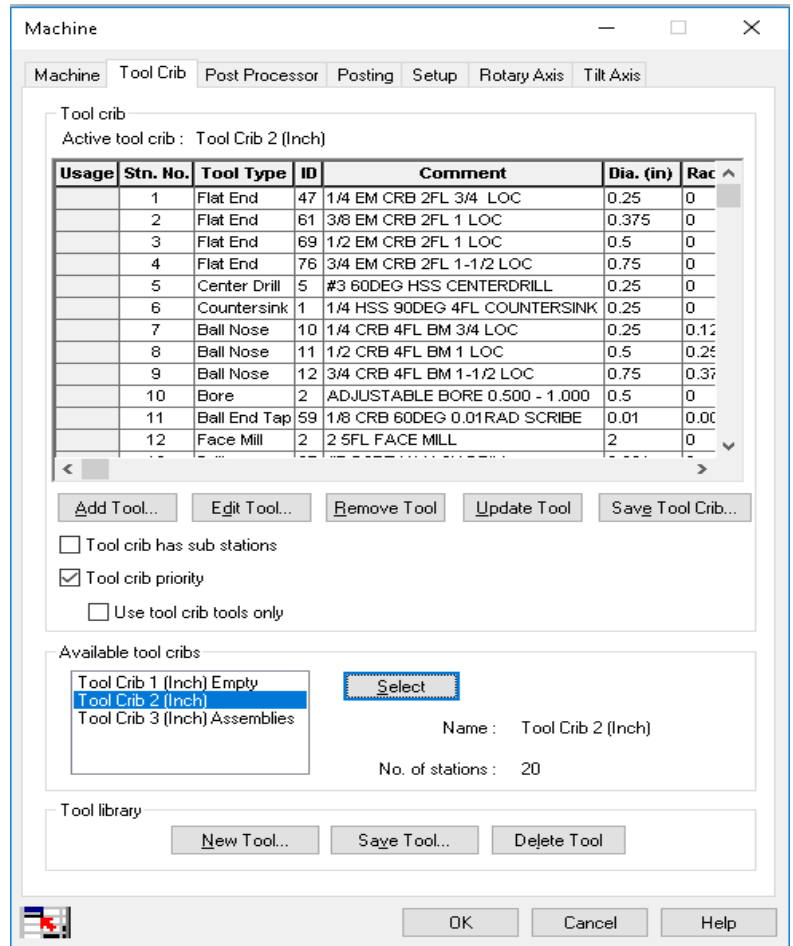 Machine
Machine Tool Crib Post Processor Posting Setup Rotary Axis Tilt Axis
Tool crib
Active tool crib : Tool Crib 2 (Inch)
Usage Stn. No. Tool Type ID Comment Dia. (in) Rac
1 Flat End 47 1/4 EM CRB 2FL 3/4 LOC 0.25 0
2 Flat End 61 3/8 EM CRB 2FL 1 LOC 0.375 0
3 Flat End 69 1/2 EM CRB 2FL 1 LOC 0.5 0
4 Flat End 76 3/4 EM CRB 2FL 1-1/2 LOC 0.75 0
5 Center Drill 5 #3 60DEG HSS CENTERDRILL 0.25 0
6 Countersink 1 1/4 HSS 90DEG 4FL COUNTERSINK 0.25 0
7 Ball Nose 10 1/4 CRB 4FL BM 3/4 LOC 0.25 0.12
8 Ball Nose 11 1/2 CRB 4FL BM 1 LOC 0.5 0.25
9 Ball Nose 12 3/4 CRB 4FL BM 1-1/2 LOC 0.75 0.37
10 Bore 2 ADJUSTABLE BORE 0.500 - 1.000 0.5 0
11 Ball End Tap 59 1/8 CRB 60DEG 0.01RAD SCRIBE 0.01 0.00
12 Face Mill 2 2 5FL FACE MILL 2 0
Add Tool... Edit Tool... Remove Tool Update Tool Save Tool Crib...
Tool crib has sub stations
Tool crib priority
Use tool crib tools only
Available tool cribs
Tool Crib 1 (Inch) Empty
Tool Crib 2 (Inch)
Tool Crib 3 (Inch) Assemblies
Select
Name : Tool Crib 2 (Inch)
No. of stations : 20
Tool library
New Tool... Save Tool... Delete Tool
OK Cancel Help